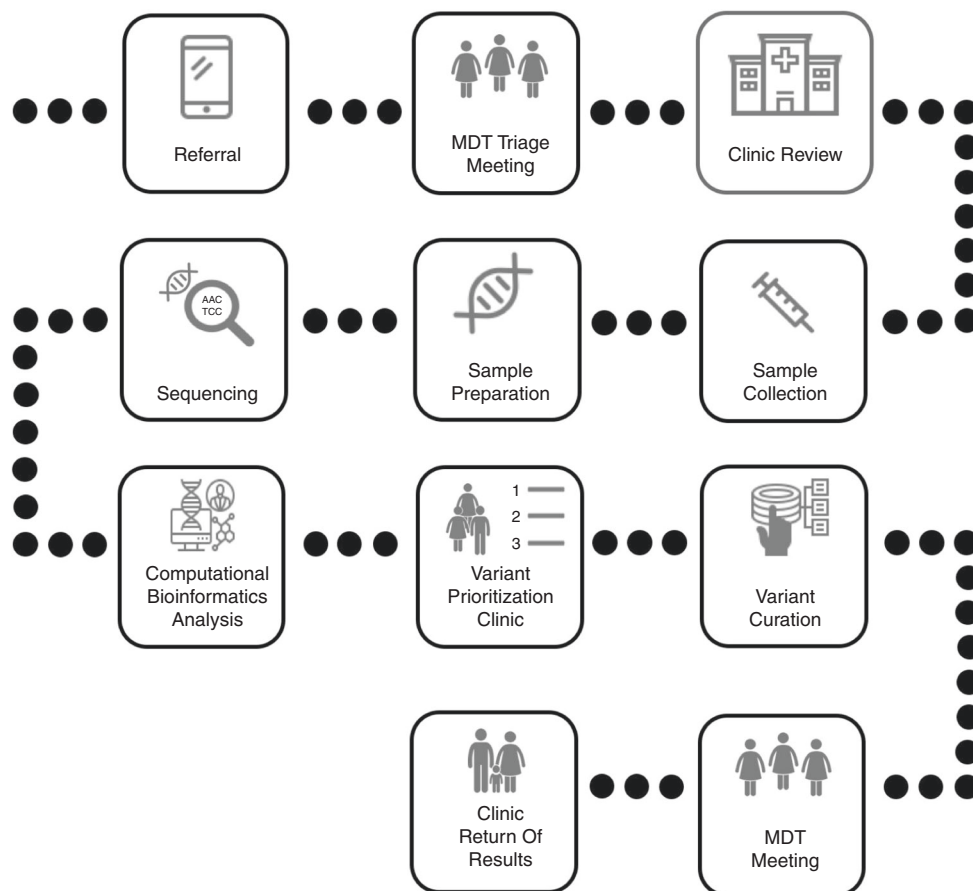 Referral
MDT Triage
Meeting
Clinic Review
AAC
TCC
Sequencing
Sample
Preparation
Sample
Collection
Computational
Bioinformatics
Analysis
1
2
3
Variant
Prioritization
Clinic
Variant
Curation
Clinic
Return Of
Results
MDT
Meeting